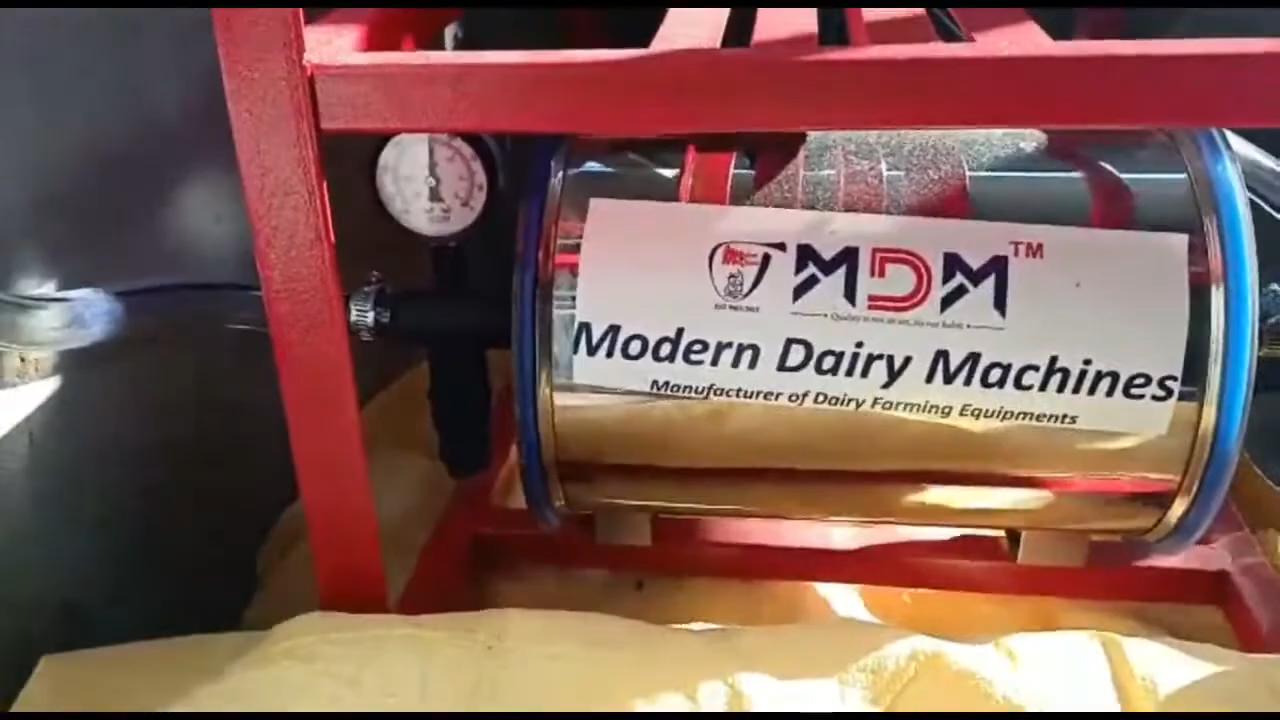 MDM™
Modern Dairy Machines
Manufacturer of Dairy Farming Equipments